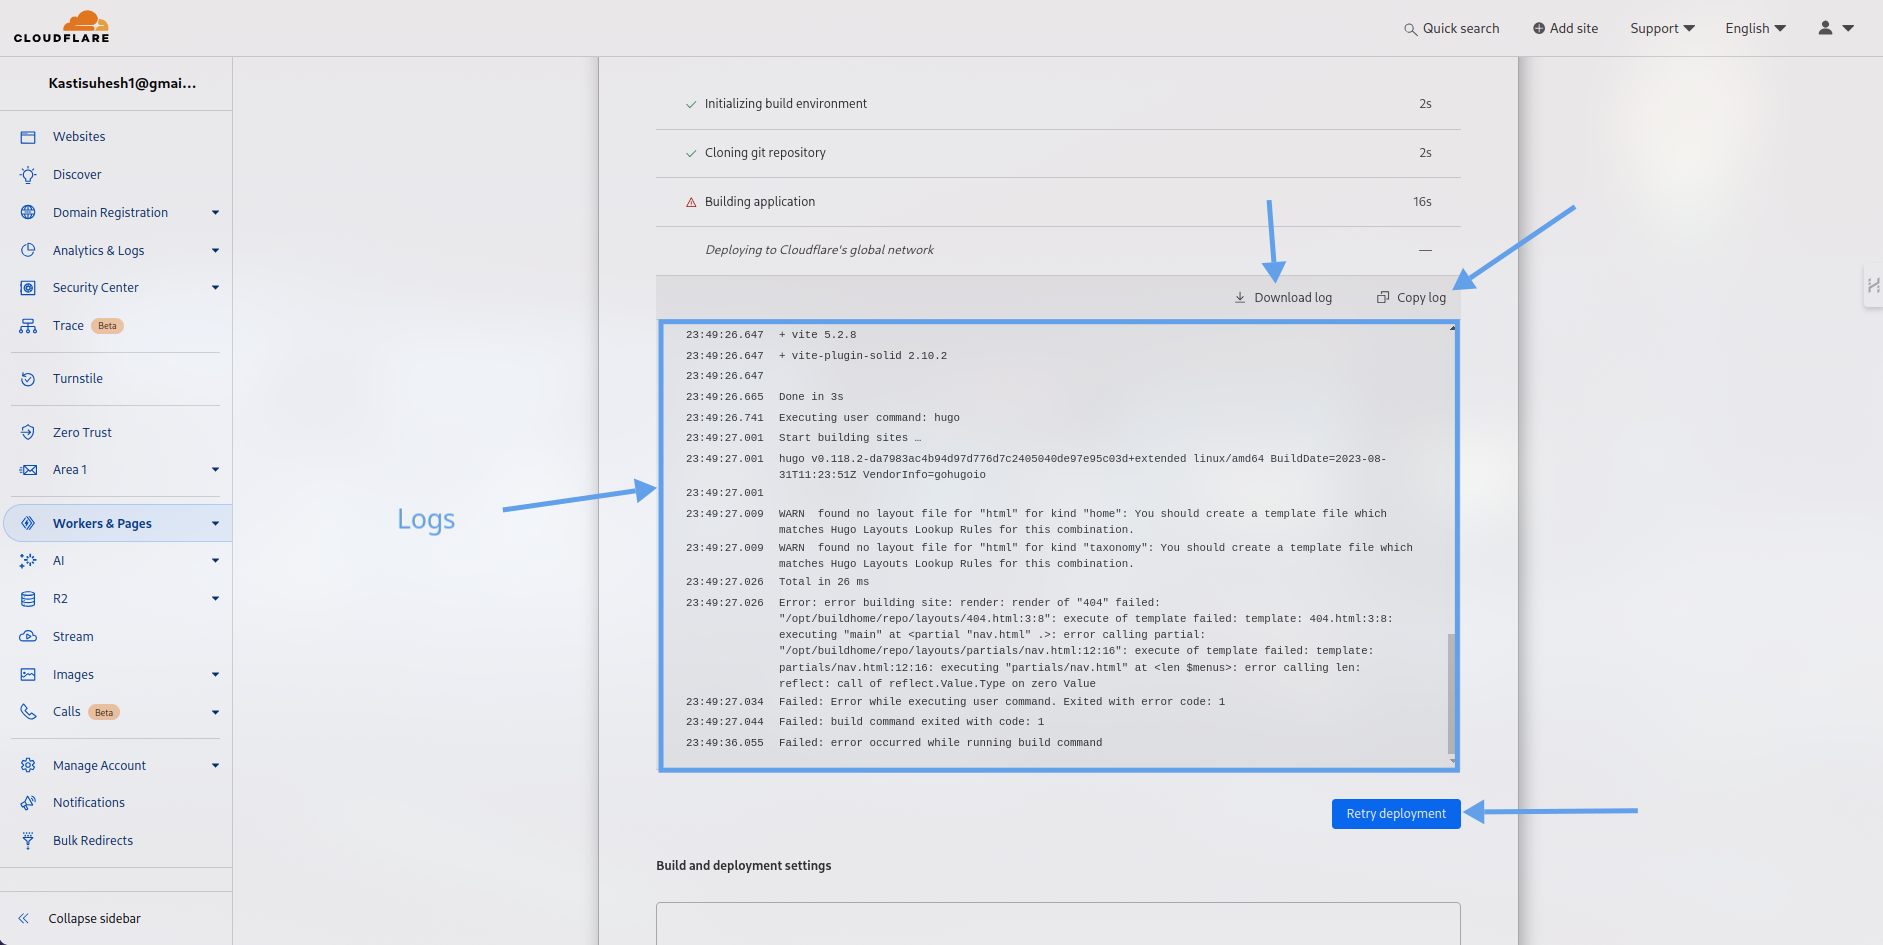 CLOUDFLARE
Quick search
Add site
Support
English
Kastisuhesh1@gmai...
Websites
Discover
Domain Registration
Analytics & Logs
Security Center
Trace Beta
Turnstile
Zero Trust
Area 1
Workers & Pages
AI
R2
Stream
Images
Calls Beta
Manage Account
Notifications
Bulk Redirects
Collapse sidebar
Initializing build environment 2s
Cloning git repository 2s
Building application 16s
Deploying to Cloudflare's global network —
Download log Copy log
Logs
23:49:26.647 + vite 5.2.8
23:49:26.647 + vite-plugin-solid 2.10.2
23:49:26.647
23:49:26.665 Done in 3s
23:49:26.741 Executing user command: hugo
23:49:27.001 Start building sites …
23:49:27.001 hugo v0.118.2-da7983ac4b94d97d776d7c2405040de97e95c03d+extended linux/amd64 BuildDate=2023-08-
31T11:23:51Z VendorInfo=gohugoio
23:49:27.001
23:49:27.009 WARN  found no layout file for "html" for kind "home": You should create a template file which
matches Hugo Layouts Lookup Rules for this combination.
23:49:27.009 WARN  found no layout file for "html" for kind "taxonomy": You should create a template file which
matches Hugo Layouts Lookup Rules for this combination.
23:49:27.026 Total in 26 ms
23:49:27.026 Error: error building site: render: render of "404" failed:
"/opt/buildhome/repo/layouts/404.html:3:8": execute of template failed: template: 404.html:3:8:
executing "main" at <partial "nav.html" .>: error calling partial:
"/opt/buildhome/repo/layouts/partials/nav.html:12:16": execute of template failed: template:
partials/nav.html:12:16: executing "partials/nav.html" at <len $menus>: error calling len:
reflect: call of reflect.Value.Type on zero Value
23:49:27.034 Failed: Error while executing user command. Exited with error code: 1
23:49:27.044 Failed: build command exited with code: 1
23:49:36.055 Failed: error occurred while running build command
Retry deployment
Build and deployment settings